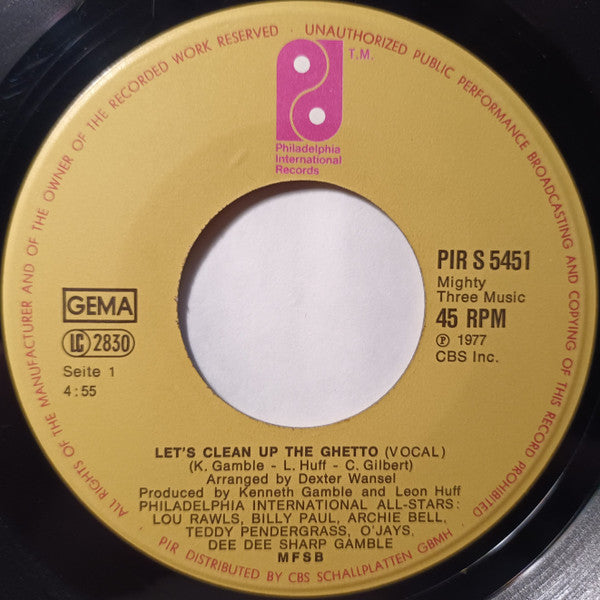 ALL RIGHTS OF THE MANUFACTURER AND OF THE OWNER OF THE RECORDED WORK RESERVED - UNAUTHORIZED PUBLIC PERFORMANCE BROADCASTING AND COPYING OF THIS RECORD PROHIBITED
T.M.
Philadelphia
International
Records
GEMA
LC 2830
Seite 1
4:55
PIR S 5451
Mighty
Three Music
45 RPM
℗ 1977
CBS Inc.
LET'S CLEAN UP THE GHETTO (VOCAL)
(K. Gamble - L. Huff - C. Gilbert)
Arranged by Dexter Wansel
Produced by Kenneth Gamble and Leon Huff
PHILADELPHIA INTERNATIONAL ALL-STARS:
LOU RAWLS, BILLY PAUL, ARCHIE BELL,
TEDDY PENDERGRASS, O'JAYS,
DEE DEE SHARP GAMBLE
MFSB
PIR DISTRIBUTED BY CBS SCHALLPLATTEN GBMH